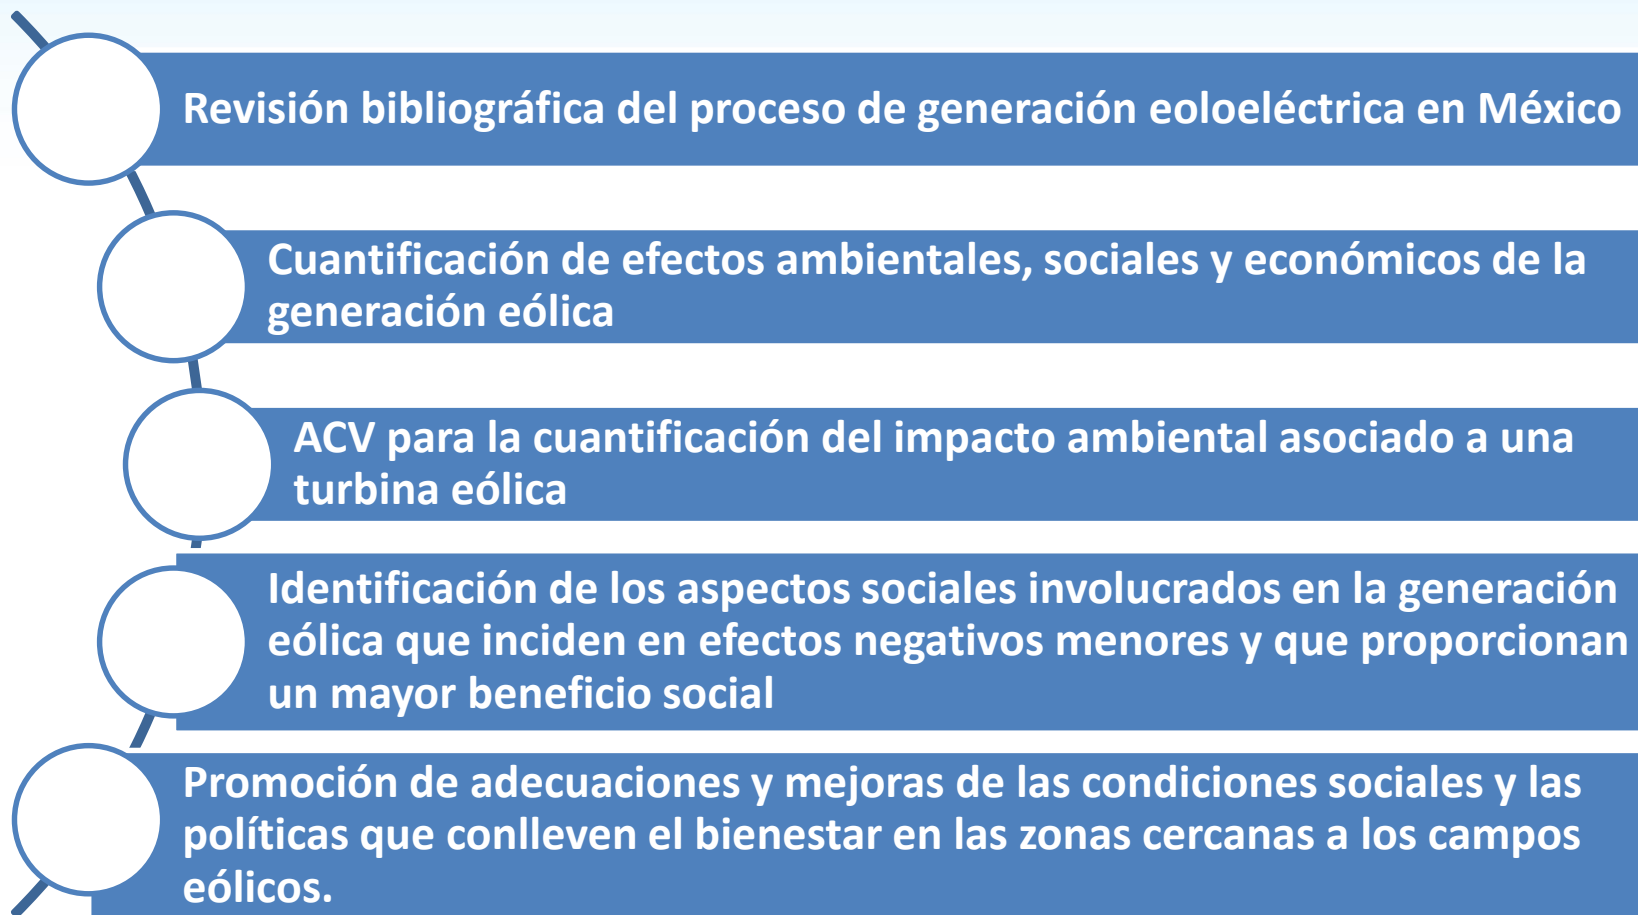 Revisión bibliográfica del proceso de generación eoloeléctrica en México
Cuantificación de efectos ambientales, sociales y económicos de la
generación eólica
ACV para la cuantificación del impacto ambiental asociado a una
turbina eólica
Identificación de los aspectos sociales involucrados en la generación
eólica que inciden en efectos negativos menores y que proporcionan
un mayor beneficio social
Promoción de adecuaciones y mejoras de las condiciones sociales y las
políticas que conlleven el bienestar en las zonas cercanas a los campos
eólicos.